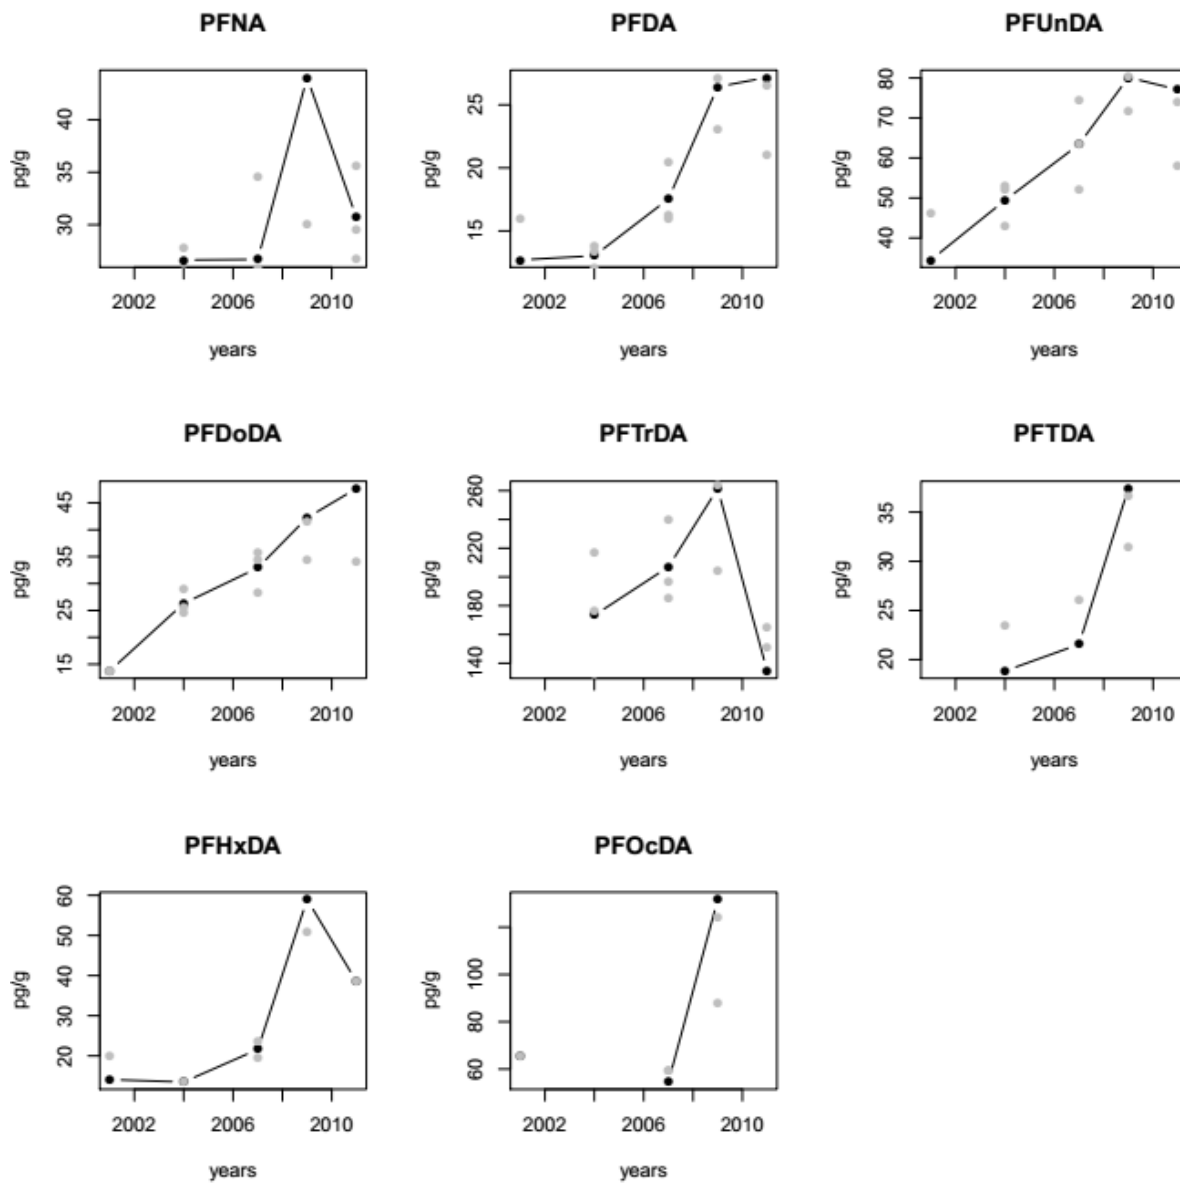 PFNA PFDA PFUnDA
pg/g 30 35 40
2002 2006 2010
years
pg/g 15 20 25
2002 2006 2010
years
pg/g 40 50 60 70 80
2002 2006 2010
years
PFDoDA PFTrDA PFTDA
pg/g 15 25 35 45
2002 2006 2010
years
pg/g 140 180 220 260
2002 2006 2010
years
pg/g 20 25 30 35
2002 2006 2010
years
PFHxDA PFOcDA
pg/g 20 30 40 50 60
2002 2006 2010
years
pg/g 60 80 100
2002 2006 2010
years